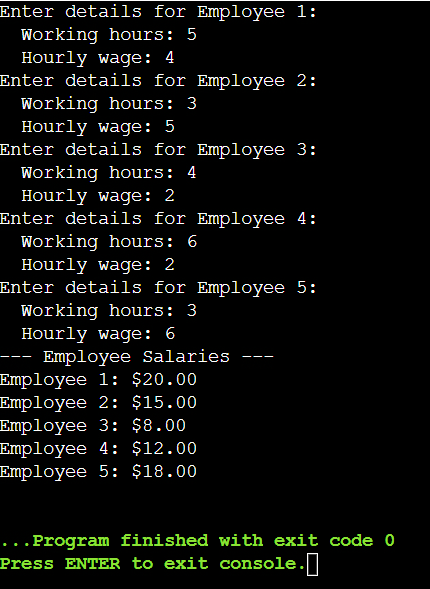 Enter details for Employee 1:
  Working hours: 5
  Hourly wage: 4
Enter details for Employee 2:
  Working hours: 3
  Hourly wage: 5
Enter details for Employee 3:
  Working hours: 4
  Hourly wage: 2
Enter details for Employee 4:
  Working hours: 6
  Hourly wage: 2
Enter details for Employee 5:
  Working hours: 3
  Hourly wage: 6
--- Employee Salaries ---
Employee 1: $20.00
Employee 2: $15.00
Employee 3: $8.00
Employee 4: $12.00
Employee 5: $18.00
...Program finished with exit code 0
Press ENTER to exit console.